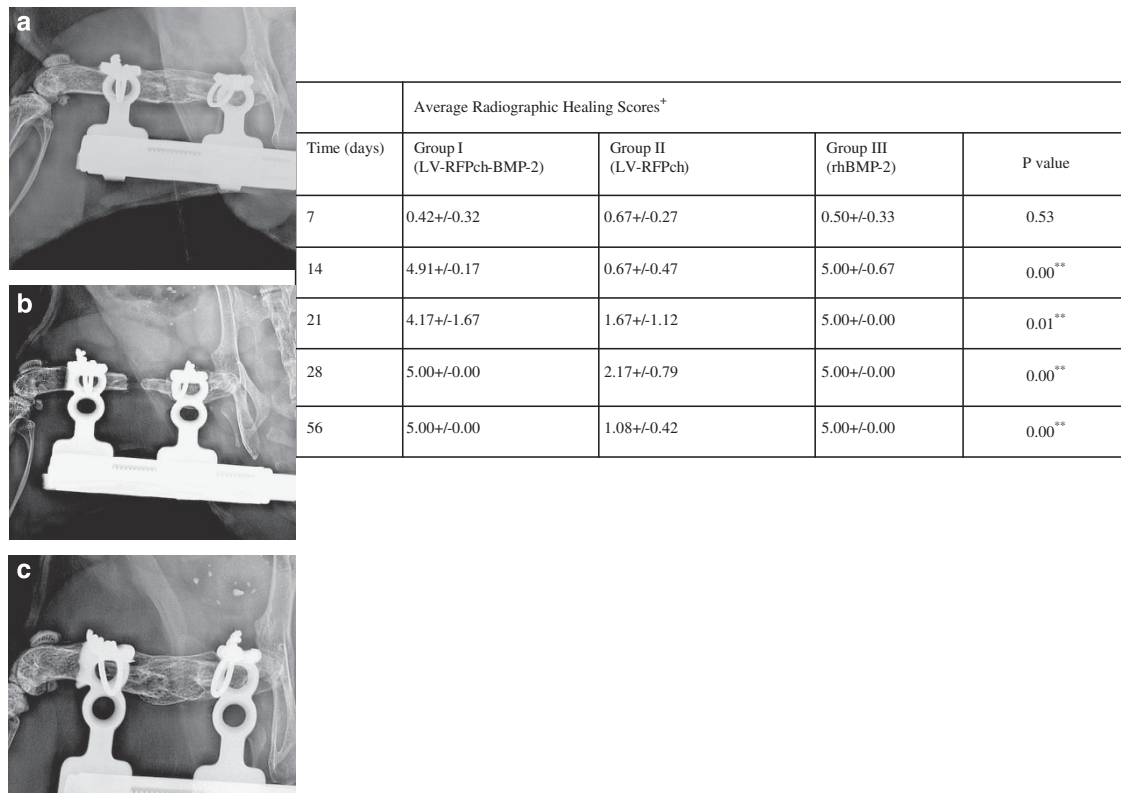 a
b
c
Average Radiographic Healing Scores+
Time (days) Group I (LV-RFPch-BMP-2) Group II (LV-RFPch) Group III (rhBMP-2) P value
7 0.42+/-0.32 0.67+/-0.27 0.50+/-0.33 0.53
14 4.91+/-0.17 0.67+/-0.47 5.00+/-0.67 0.00**
21 4.17+/-1.67 1.67+/-1.12 5.00+/-0.00 0.01**
28 5.00+/-0.00 2.17+/-0.79 5.00+/-0.00 0.00**
56 5.00+/-0.00 1.08+/-0.42 5.00+/-0.00 0.00**